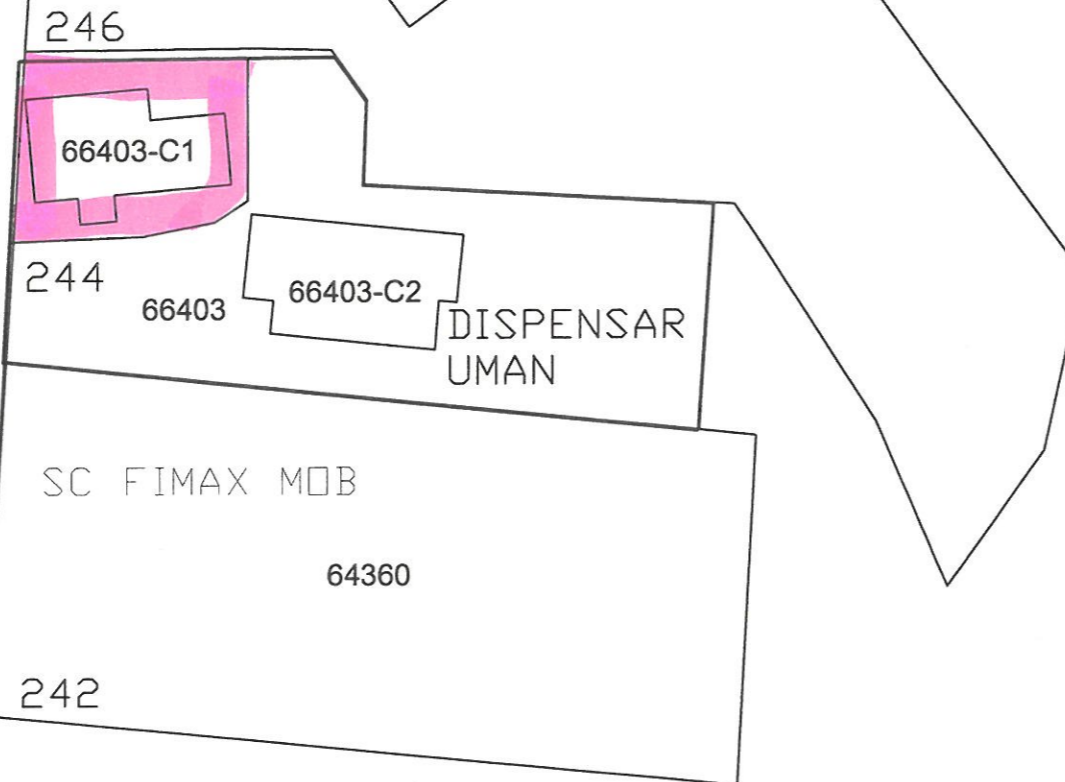 246
66403-C1
244
66403
66403-C2
DISPENSAR
UMAN
SC FIMAX MOB
64360
242